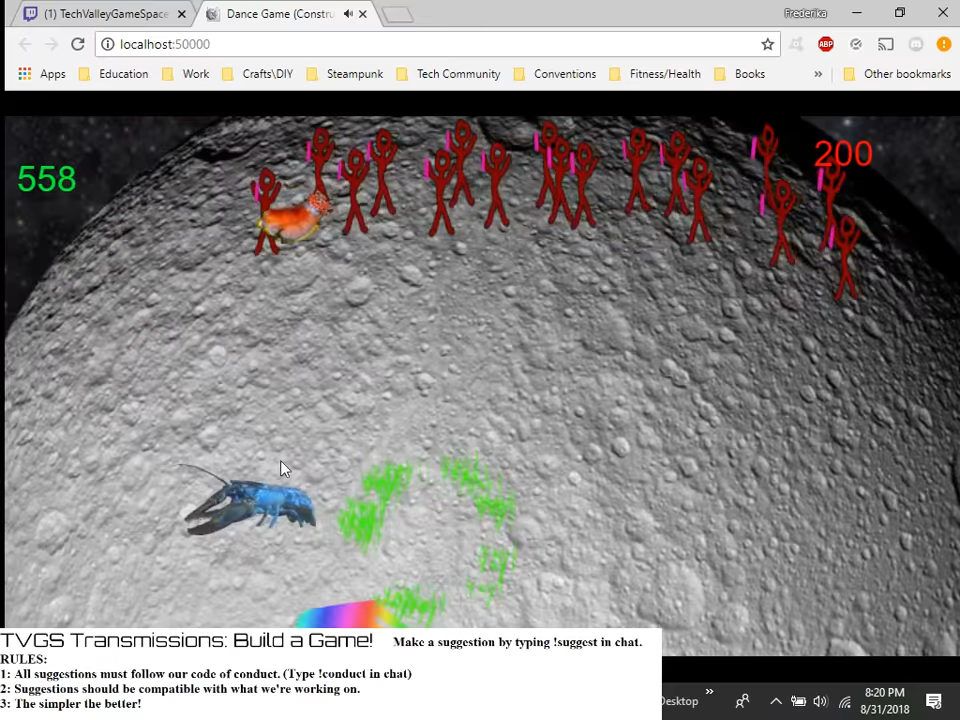 (1) TechValleyGameSpace
Dance Game (Constru
Frederika
localhost:50000
ABP
Apps
Education
Work
Crafts\DIY
Steampunk
Tech Community
Conventions
Fitness/Health
Books
»
Other bookmarks
558
200
TVGS Transmissions: Build a Game!
Make a suggestion by typing !suggest in chat.
RULES:
1: All suggestions must follow our code of conduct. (Type !conduct in chat)
2: Suggestions should be compatible with what we're working on.
3: The simpler the better!
Desktop
»
8:20 PM
8/31/2018